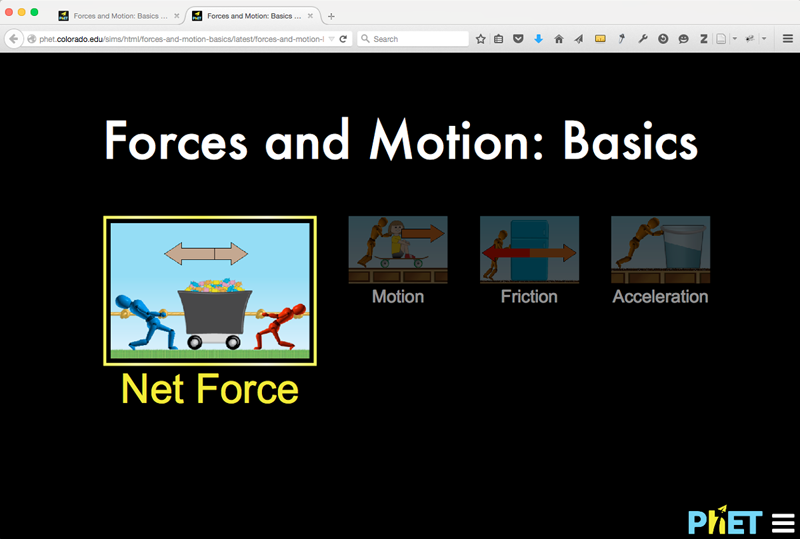 Forces and Motion: Basics ...
Forces and Motion: Basics ...
phet.colorado.edu/sims/html/forces-and-motion-basics/latest/forces-and-motion-l
Search
Z
Forces and Motion: Basics
Net Force
Motion
Friction
Acceleration
PhET